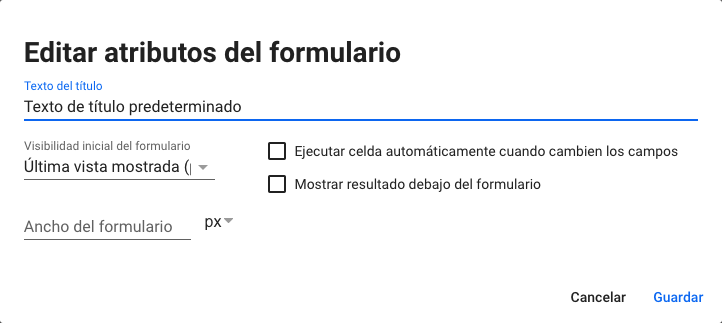 Editar atributos del formulario
Texto del título
Texto de título predeterminado
Visibilidad inicial del formulario
Última vista mostrada (
Ejecutar celda automáticamente cuando cambien los campos
Mostrar resultado debajo del formulario
Ancho del formulario
px
Cancelar
Guardar